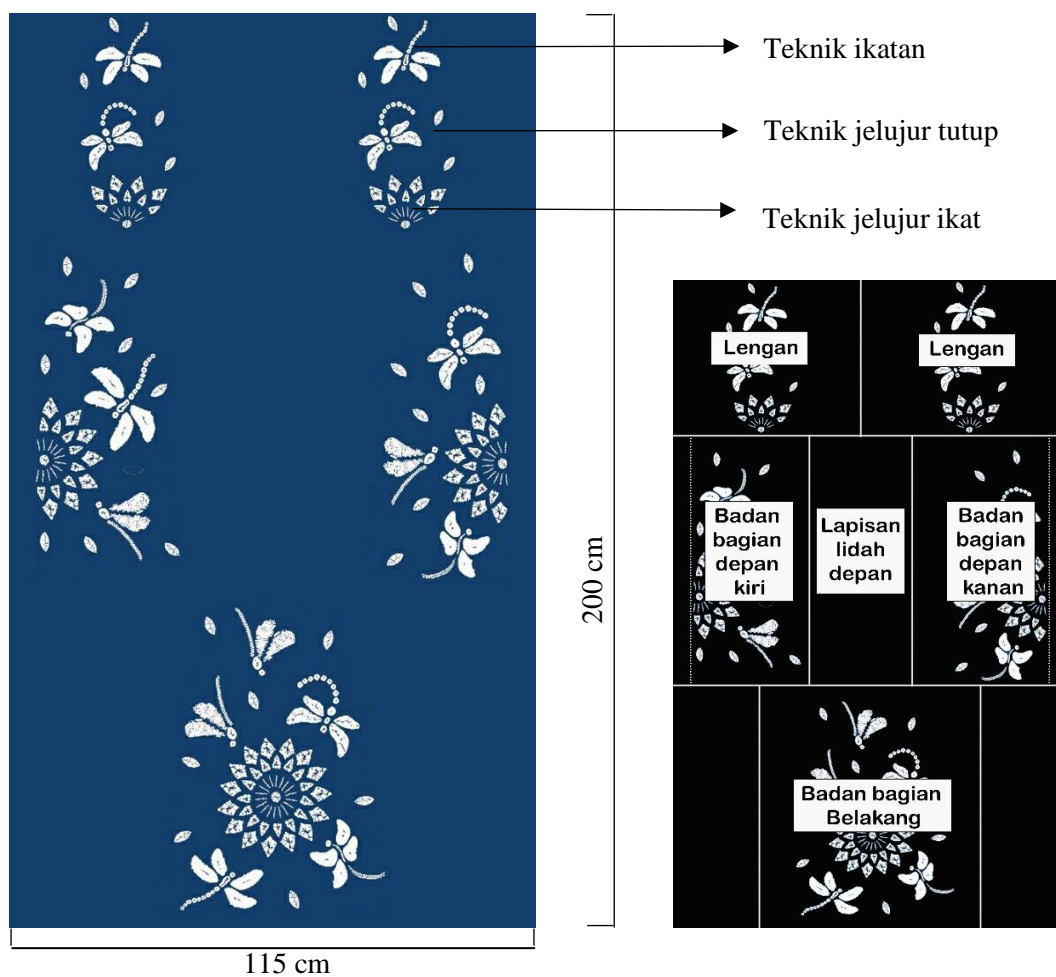 Teknik ikatan
Teknik jelujur tutup
Teknik jelujur ikat
200 cm
115 cm
Lengan
Lengan
Badan
bagian
depan
kiri
Lapisan
lidah
depan
Badan
bagian
depan
kanan
Badan bagian
Belakang